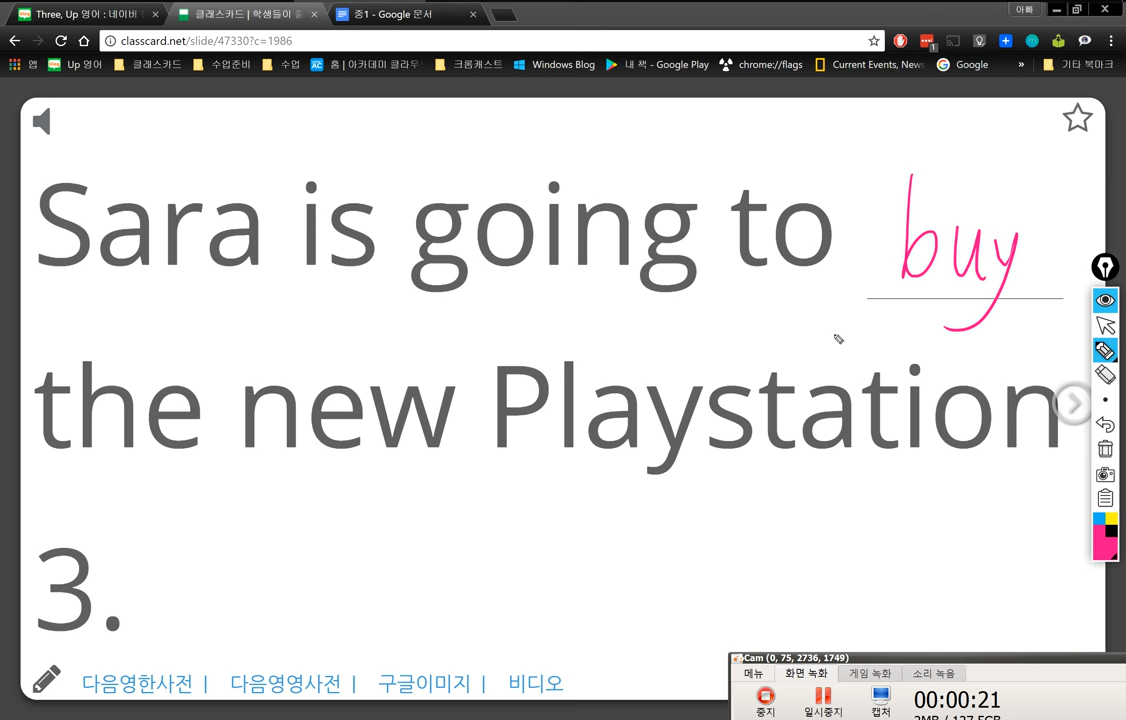 Three, Up 영어 : 네이버
클래스카드 | 학생들이
중1 - Google 문서
아빠
classcard.net/slide/47330?c=1986
1
앱
Up 영어
클래스카드
수업준비
수업
홈 | 아카데미 클라우
크롬캐스트
Windows Blog
내 책 - Google Play
chrome://flags
Current Events, News
Google
»
기타 북마크
Sara is going to buy
the new Playstation
3.
다음영한사전 | 다음영영사전 | 구글이미지 | 비디오
Cam (0, 75, 2736, 1749)
메뉴 화면 녹화 게임 녹화 소리 녹음
중지 일시중지 캡처
00:00:21
2MB / 127.5GB